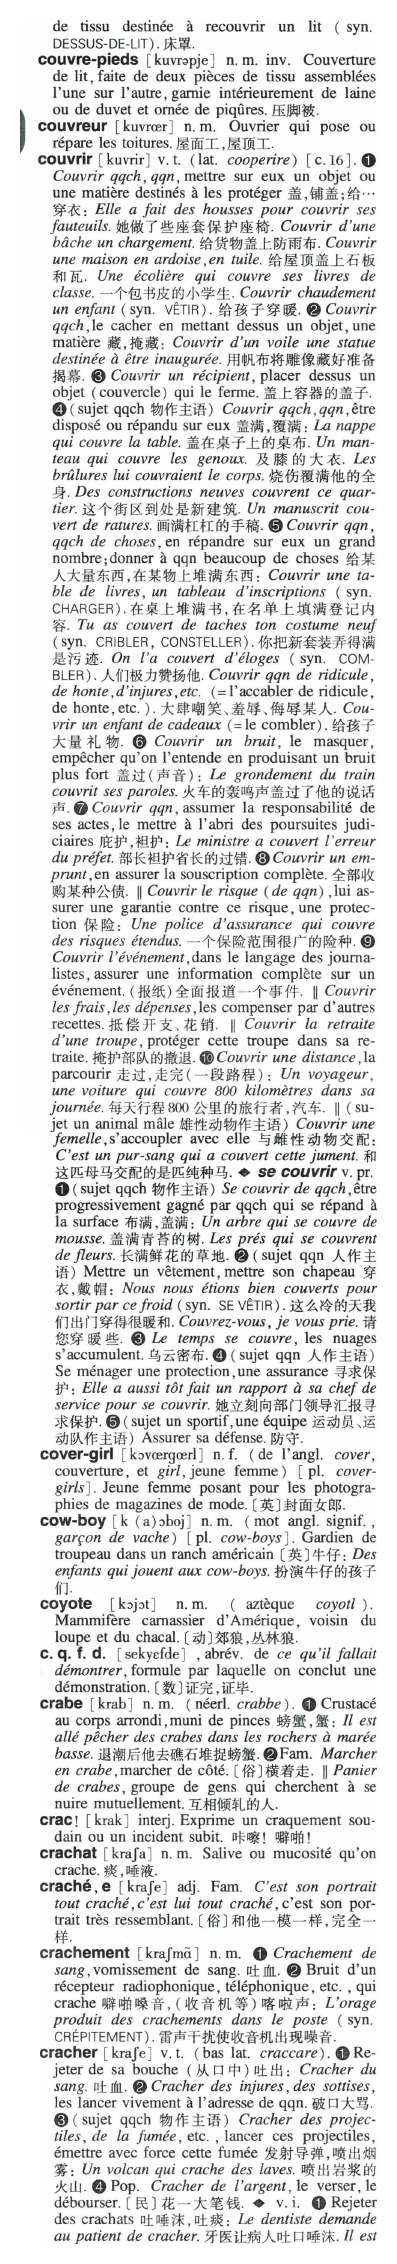 de tissu destinée à recouvrir un lit ( syn.
DESSUS-DE-LIT). 床罩.
couvre-pieds [kuvrəpje] n. m. inv. Couverture
de lit, faite de deux pièces de tissu assemblées
l'une sur l'autre, garnie intérieurement de laine
ou de duvet et ornée de piqûres. 压脚被.
couvreur [kuvrœr] n. m. Ouvrier qui pose ou
répare les toitures. 屋面工,屋顶工.
couvrir [kuvrir] v. t. (lat. cooperire) [c. 16]. ❶
Couvrir qqch, qqn, mettre sur eux un objet ou
une matière destinés à les protéger 盖,铺盖;给…
穿衣: Elle a fait des housses pour couvrir ses
fauteuils. 她做了些座套保护座椅. Couvrir d'une
bâche un chargement. 给货物盖上防雨布. Couvrir
une maison en ardoise, en tuile. 给屋顶盖上石板
和瓦. Une écolière qui couvre ses livres de
classe. 一个包书皮的小学生. Couvrir chaudement
un enfant (syn. VÊTIR). 给孩子穿暖. ❷ Couvrir
qqch, le cacher en mettant dessus un objet, une
matière 藏,掩藏: Couvrir d'un voile une statue
destinée à être inaugurée. 用帆布将雕像藏好准备
揭幕. ❸ Couvrir un récipient, placer dessus un
objet (couvercle) qui le ferme. 盖上容器的盖子.
❹ (sujet qqch 物作主语) Couvrir qqch, qqn, être
disposé ou répandu sur eux 盖满,覆满: La nappe
qui couvre la table. 盖在桌子上的桌布. Un man-
teau qui couvre les genoux. 及膝的大衣. Les
brûlures lui couvraient le corps. 烧伤覆满他的全
身. Des constructions neuves couvrent ce quar-
tier. 这个街区到处是新建筑. Un manuscrit cou-
vert de ratures. 画满杠杠的手稿. ❺ Couvrir qqn,
qqch de choses, en répandre sur eux un grand
nombre; donner à qqn beaucoup de choses 给某
人大量东西,在某物上堆满东西: Couvrir une ta-
ble de livres, un tableau d'inscriptions ( syn.
CHARGER). 在桌上堆满书,在名单上填满登记内
容. Tu as couvert de taches ton costume neuf
(syn. CRIBLER, CONSTELLER). 你把新套装弄得满
是污迹. On l'a couvert d'éloges ( syn. COM-
BLER). 人们极力赞扬他. Couvrir qqn de ridicule,
de honte, d'injures, etc. (= l'accabler de ridicule,
de honte, etc. ). 大肆嘲笑、羞辱、侮辱某人. Cou-
vrir un enfant de cadeaux (= le combler). 给孩子
大量礼物. ❻ Couvrir un bruit, le masquer,
empêcher qu'on l'entende en produisant un bruit
plus fort 盖过(声音): Le grondement du train
couvrit ses paroles. 火车的轰鸣声盖过了他的说话
声. ❼ Couvrir qqn, assumer la responsabilité de
ses actes, le mettre à l'abri des poursuites judi-
ciaires 庇护,袒护: Le ministre a couvert l'erreur
du préfet. 部长袒护省长的过错. ❽ Couvrir un em-
prunt, en assurer la souscription complète. 全部收
购某种公债. ‖ Couvrir le risque (de qqn), lui as-
surer une garantie contre ce risque, une protec-
tion 保险: Une police d'assurance qui couvre
des risques étendus. 一个保险范围很广的险种. ❾
Couvrir l'événement, dans le langage des journa-
listes, assurer une information complète sur un
événement. (报纸)全面报道一个事件. ‖ Couvrir
les frais, les dépenses, les compenser par d'autres
recettes. 抵偿开支、花销. ‖ Couvrir la retraite
d'une troupe, protéger cette troupe dans sa re-
traite. 掩护部队的撤退. ❿ Couvrir une distance, la
parcourir 走过,走完(一段路程): Un voyageur,
une voiture qui couvre 800 kilomètres dans sa
journée. 每天行程 800 公里的旅行者,汽车. ‖ (su-
jet un animal mâle 雄性动物作主语) Couvrir une
femelle, s'accoupler avec elle 与雌性动物交配:
C'est un pur-sang qui a couvert cette jument. 和
这匹母马交配的是匹纯种马. ◆ se couvrir v. pr.
❶ (sujet qqch 物作主语) Se couvrir de qqch, être
progressivement gagné par qqch qui se répand à
la surface 布满,盖满: Un arbre qui se couvre de
mousse. 盖满青苔的树. Les prés qui se couvrent
de fleurs. 长满鲜花的草地. ❷ ( sujet qqn 人作主
语) Mettre un vêtement, mettre son chapeau 穿
衣,戴帽: Nous nous étions bien couverts pour
sortir par ce froid (syn. SE VÊTIR). 这么冷的天我
们出门穿得很暖和. Couvrez-vous, je vous prie. 请
您穿暖些. ❸ Le temps se couvre, les nuages
s'accumulent. 乌云密布. ❹ ( sujet qqn 人作主语)
Se ménager une protection, une assurance 寻求保
护: Elle a aussi tôt fait un rapport à sa chef de
service pour se couvrir. 她立刻向部门领导汇报寻
求保护. ❺ (sujet un sportif, une équipe 运动员、运
动队作主语) Assurer sa défense. 防守.
cover-girl [kɔvœrgœrl] n. f. ( de l'angl. cover,
couverture, et girl, jeune femme) [ pl. cover-
girls]. Jeune femme posant pour les photogra-
phies de magazines de mode. [英]封面女郎.
cow-boy [k (a)ɔboj] n. m. ( mot angl. signif. ,
garçon de vache) [pl. cow-boys]. Gardien de
troupeau dans un ranch américain [英]牛仔: Des
enfants qui jouent aux cow-boys. 扮演牛仔的孩子
们.
coyote [kɔjɔt] n. m. ( aztèque coyotl ).
Mammifère carnassier d'Amérique, voisin du
loupe et du chacal. [动]郊狼,丛林狼.
c. q. f. d. [sekyɛfde] , abrév. de ce qu'il fallait
démontrer, formule par laquelle on conclut une
démonstration. [数]证完,证毕.
crabe [krab] n. m. (néerl. crabbe). ❶ Crustacé
au corps arrondi, muni de pinces 螃蟹,蟹: Il est
allé pêcher des crabes dans les rochers à marée
basse. 退潮后他去礁石堆捉螃蟹. ❷ Fam. Marcher
en crabe, marcher de côté. [俗]横着走. ‖ Panier
de crabes, groupe de gens qui cherchent à se
nuire mutuellement. 互相倾轧的人.
crac! [krak] interj. Exprime un craquement sou-
dain ou un incident subit. 咔嚓! 噼啪!
crachat [kraʃa] n. m. Salive ou mucosité qu'on
crache. 痰,唾液.
craché, e [kraʃe] adj. Fam. C'est son portrait
tout craché, c'est lui tout craché, c'est son por-
trait très ressemblant. [俗]和他一模一样,完全一
样.
crachement [kraʃmɑ̃] n. m. ❶ Crachement de
sang, vomissement de sang. 吐血. ❷ Bruit d'un
récepteur radiophonique, téléphonique, etc. , qui
crache 噼啪嗓音,(收音机等)喀啦声: L'orage
produit des crachements dans le poste ( syn.
CRÉPITEMENT). 雷声干扰使收音机出现噪音.
cracher [kraʃe] v. t. (bas lat. craccare). ❶ Re-
jeter de sa bouche (从口中)吐出: Cracher du
sang. 吐血. ❷ Cracher des injures, des sottises,
les lancer vivement à l'adresse de qqn. 破口大骂.
❸ (sujet qqch 物作主语) Cracher des projec-
tiles, de la fumée, etc. , lancer ces projectiles,
émettre avec force cette fumée 发射导弹,喷出烟
雾: Un volcan qui crache des laves. 喷出岩浆的
火山. ❹ Pop. Cracher de l'argent, le verser, le
débourser. [民]花一大笔钱. ◆ v. i. ❶ Rejeter
des crachats 吐唾沫,吐痰: Le dentiste demande
au patient de cracher. 牙医让病人吐口唾沫. Il est